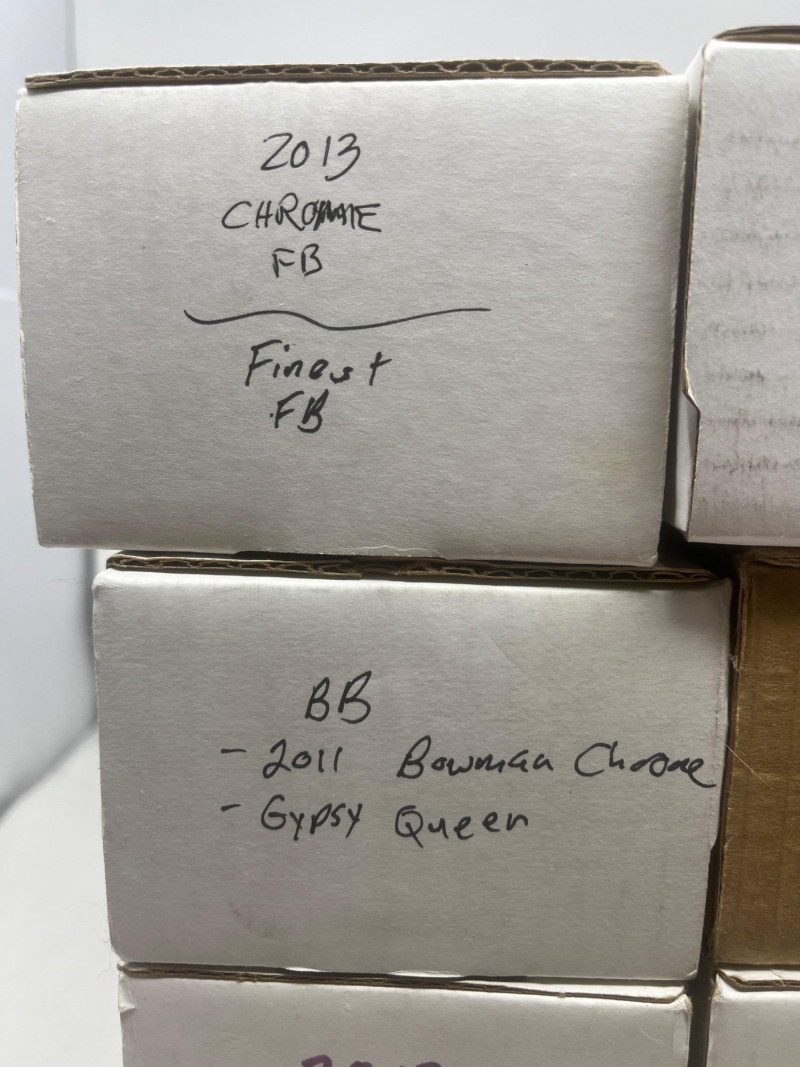 2013
CHROME
FB
Finest
FB
BB
- 2011 Bowman Chrome
- Gypsy Queen